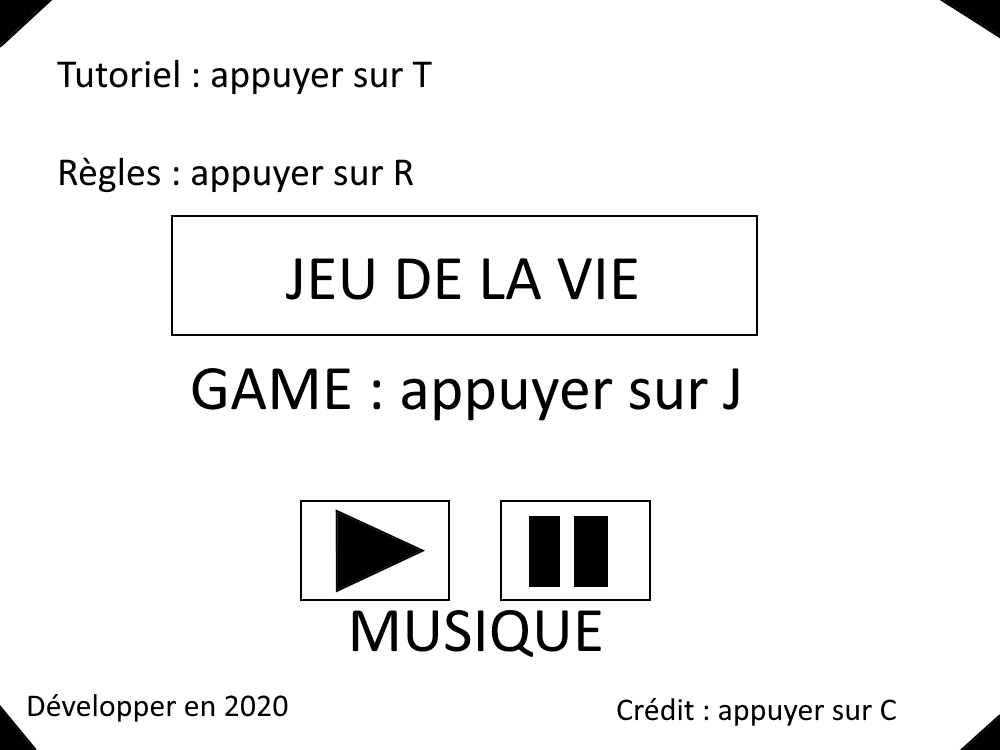 Tutoriel : appuyer sur T
Règles : appuyer sur R
JEU DE LA VIE
GAME : appuyer sur J
MUSIQUE
Développer en 2020
Crédit : appuyer sur C